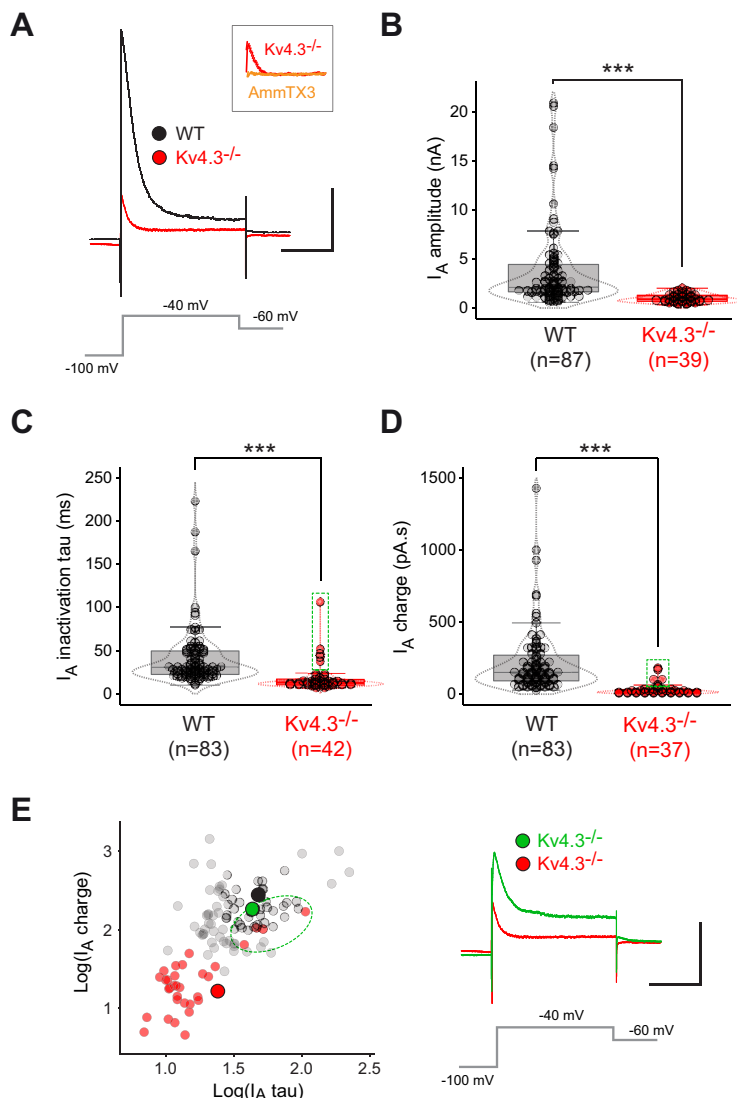 A
Kv4.3-/-
AmmTX3
WT
Kv4.3-/-
-40 mV
-60 mV
-100 mV
B
***
IA amplitude (nA)
20
15
10
5
0
WT
(n=87)
Kv4.3-/-
(n=39)
C
***
IA inactivation tau (ms)
250
200
150
100
50
0
WT
(n=83)
Kv4.3-/-
(n=42)
D
***
IA charge (pA.s)
1500
1000
500
0
WT
(n=83)
Kv4.3-/-
(n=37)
E
Log(IA charge)
3
2
1
1.0
1.5
2.0
2.5
Log(IA tau)
Kv4.3-/-
Kv4.3-/-
-40 mV
-60 mV
-100 mV